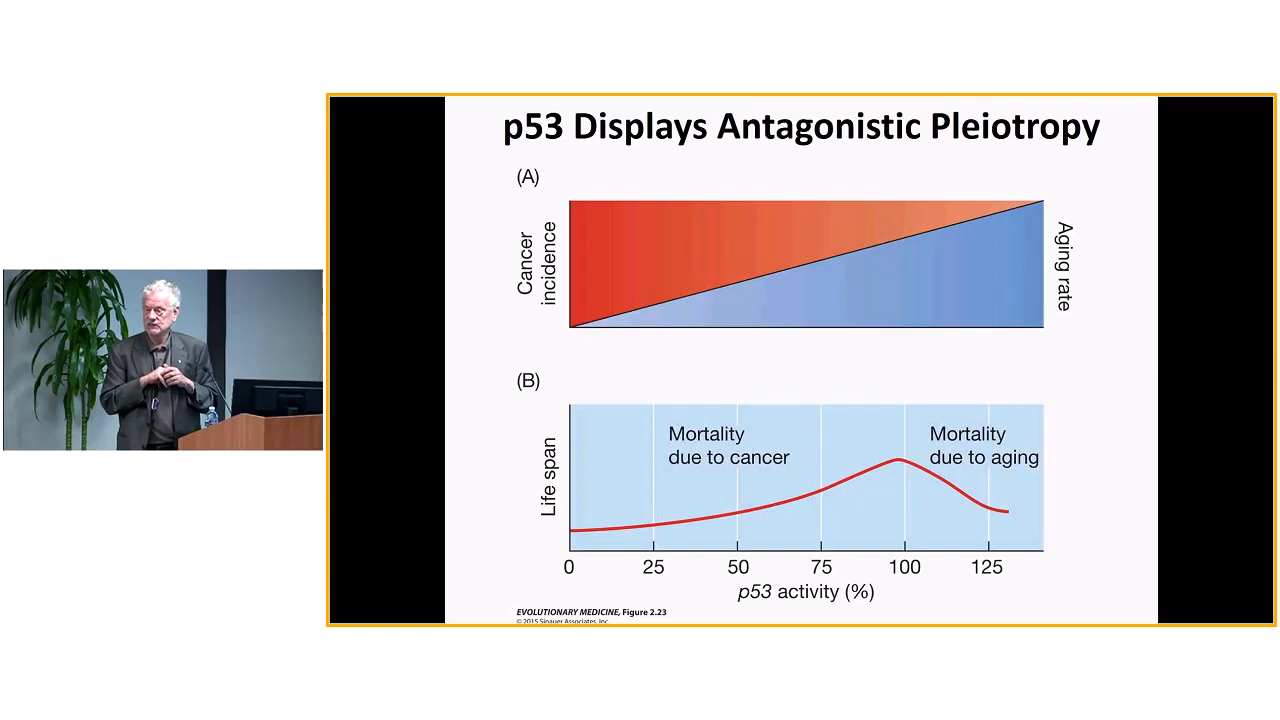 p53 Displays Antagonistic Pleiotropy
(A)
Cancer
incidence
Aging rate
(B)
Life span
Mortality
due to cancer
Mortality
due to aging
0 25 50 75 100 125
p53 activity (%)
EVOLUTIONARY MEDICINE, Figure 2.23
© 2015 Sinauer Associates, Inc.